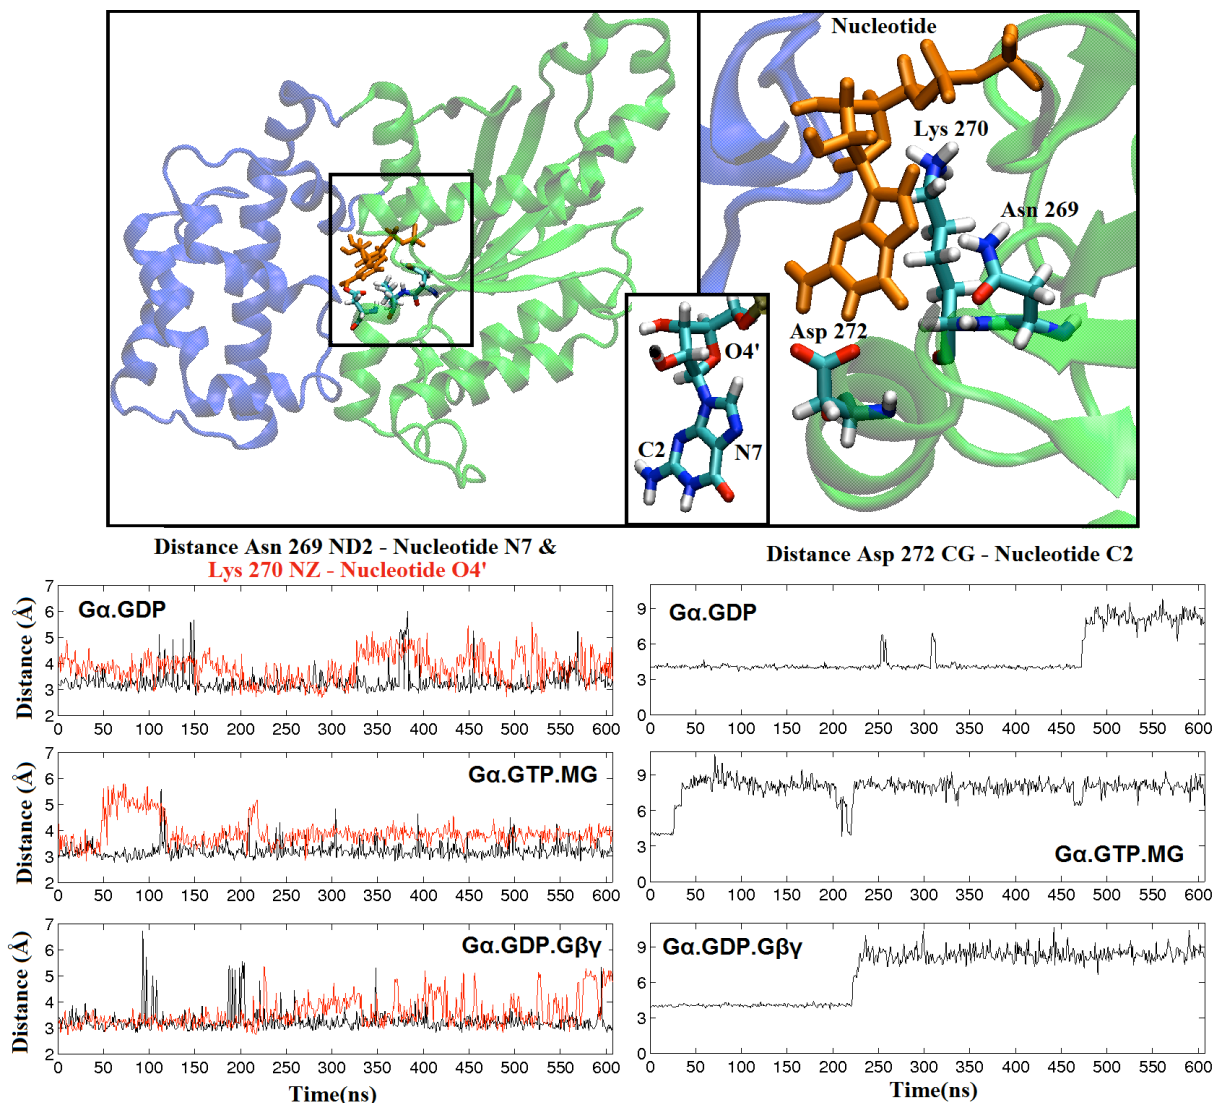 Nucleotide
Lys 270
Asn 269
Asp 272
O4'
C2
N7
Distance Asn 269 ND2 - Nucleotide N7 &
Lys 270 NZ - Nucleotide O4'
Distance Asp 272 CG - Nucleotide C2
Distance (Å)
7
6
5
4
3
2
Gα.GDP
0 50 100 150 200 250 300 350 400 450 500 550 600
9
6
3
0
Gα.GDP
0 50 100 150 200 250 300 350 400 450 500 550 600
Distance (Å)
7
6
5
4
3
2
Gα.GTP.MG
0 50 100 150 200 250 300 350 400 450 500 550 600
9
6
3
0
Gα.GTP.MG
0 50 100 150 200 250 300 350 400 450 500 550 600
Distance (Å)
7
6
5
4
3
2
Gα.GDP.Gβγ
0 50 100 150 200 250 300 350 400 450 500 550 600
Time(ns)
9
6
3
0
Gα.GDP.Gβγ
0 50 100 150 200 250 300 350 400 450 500 550 600
Time(ns)